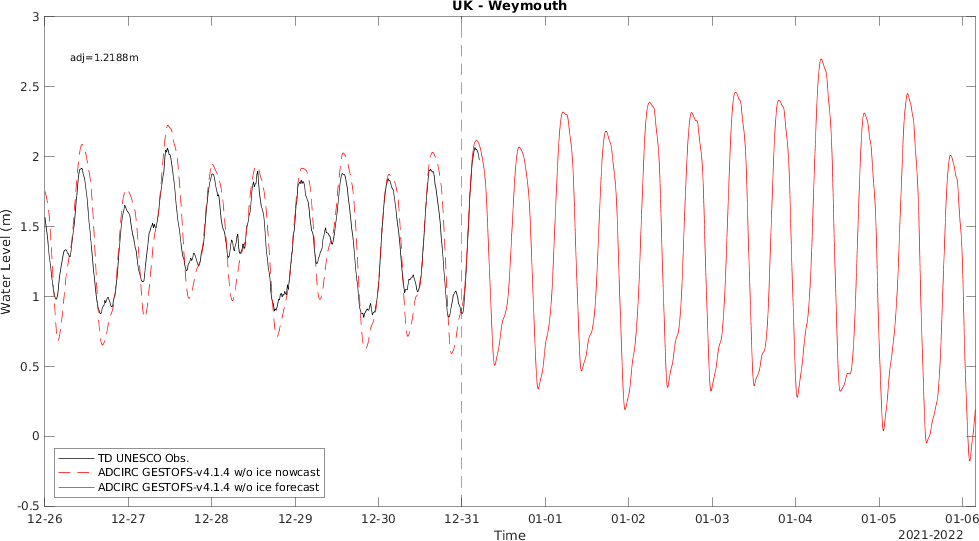 UK - Weymouth
adj=1.2188m
Water Level (m)
3
2.5
2
1.5
1
0.5
0
-0.5
TD UNESCO Obs.
ADCIRC GESTOFS-v4.1.4 w/o ice nowcast
ADCIRC GESTOFS-v4.1.4 w/o ice forecast
12-26 12-27 12-28 12-29 12-30 12-31 01-01 01-02 01-03 01-04 01-05 01-06
Time
2021-2022